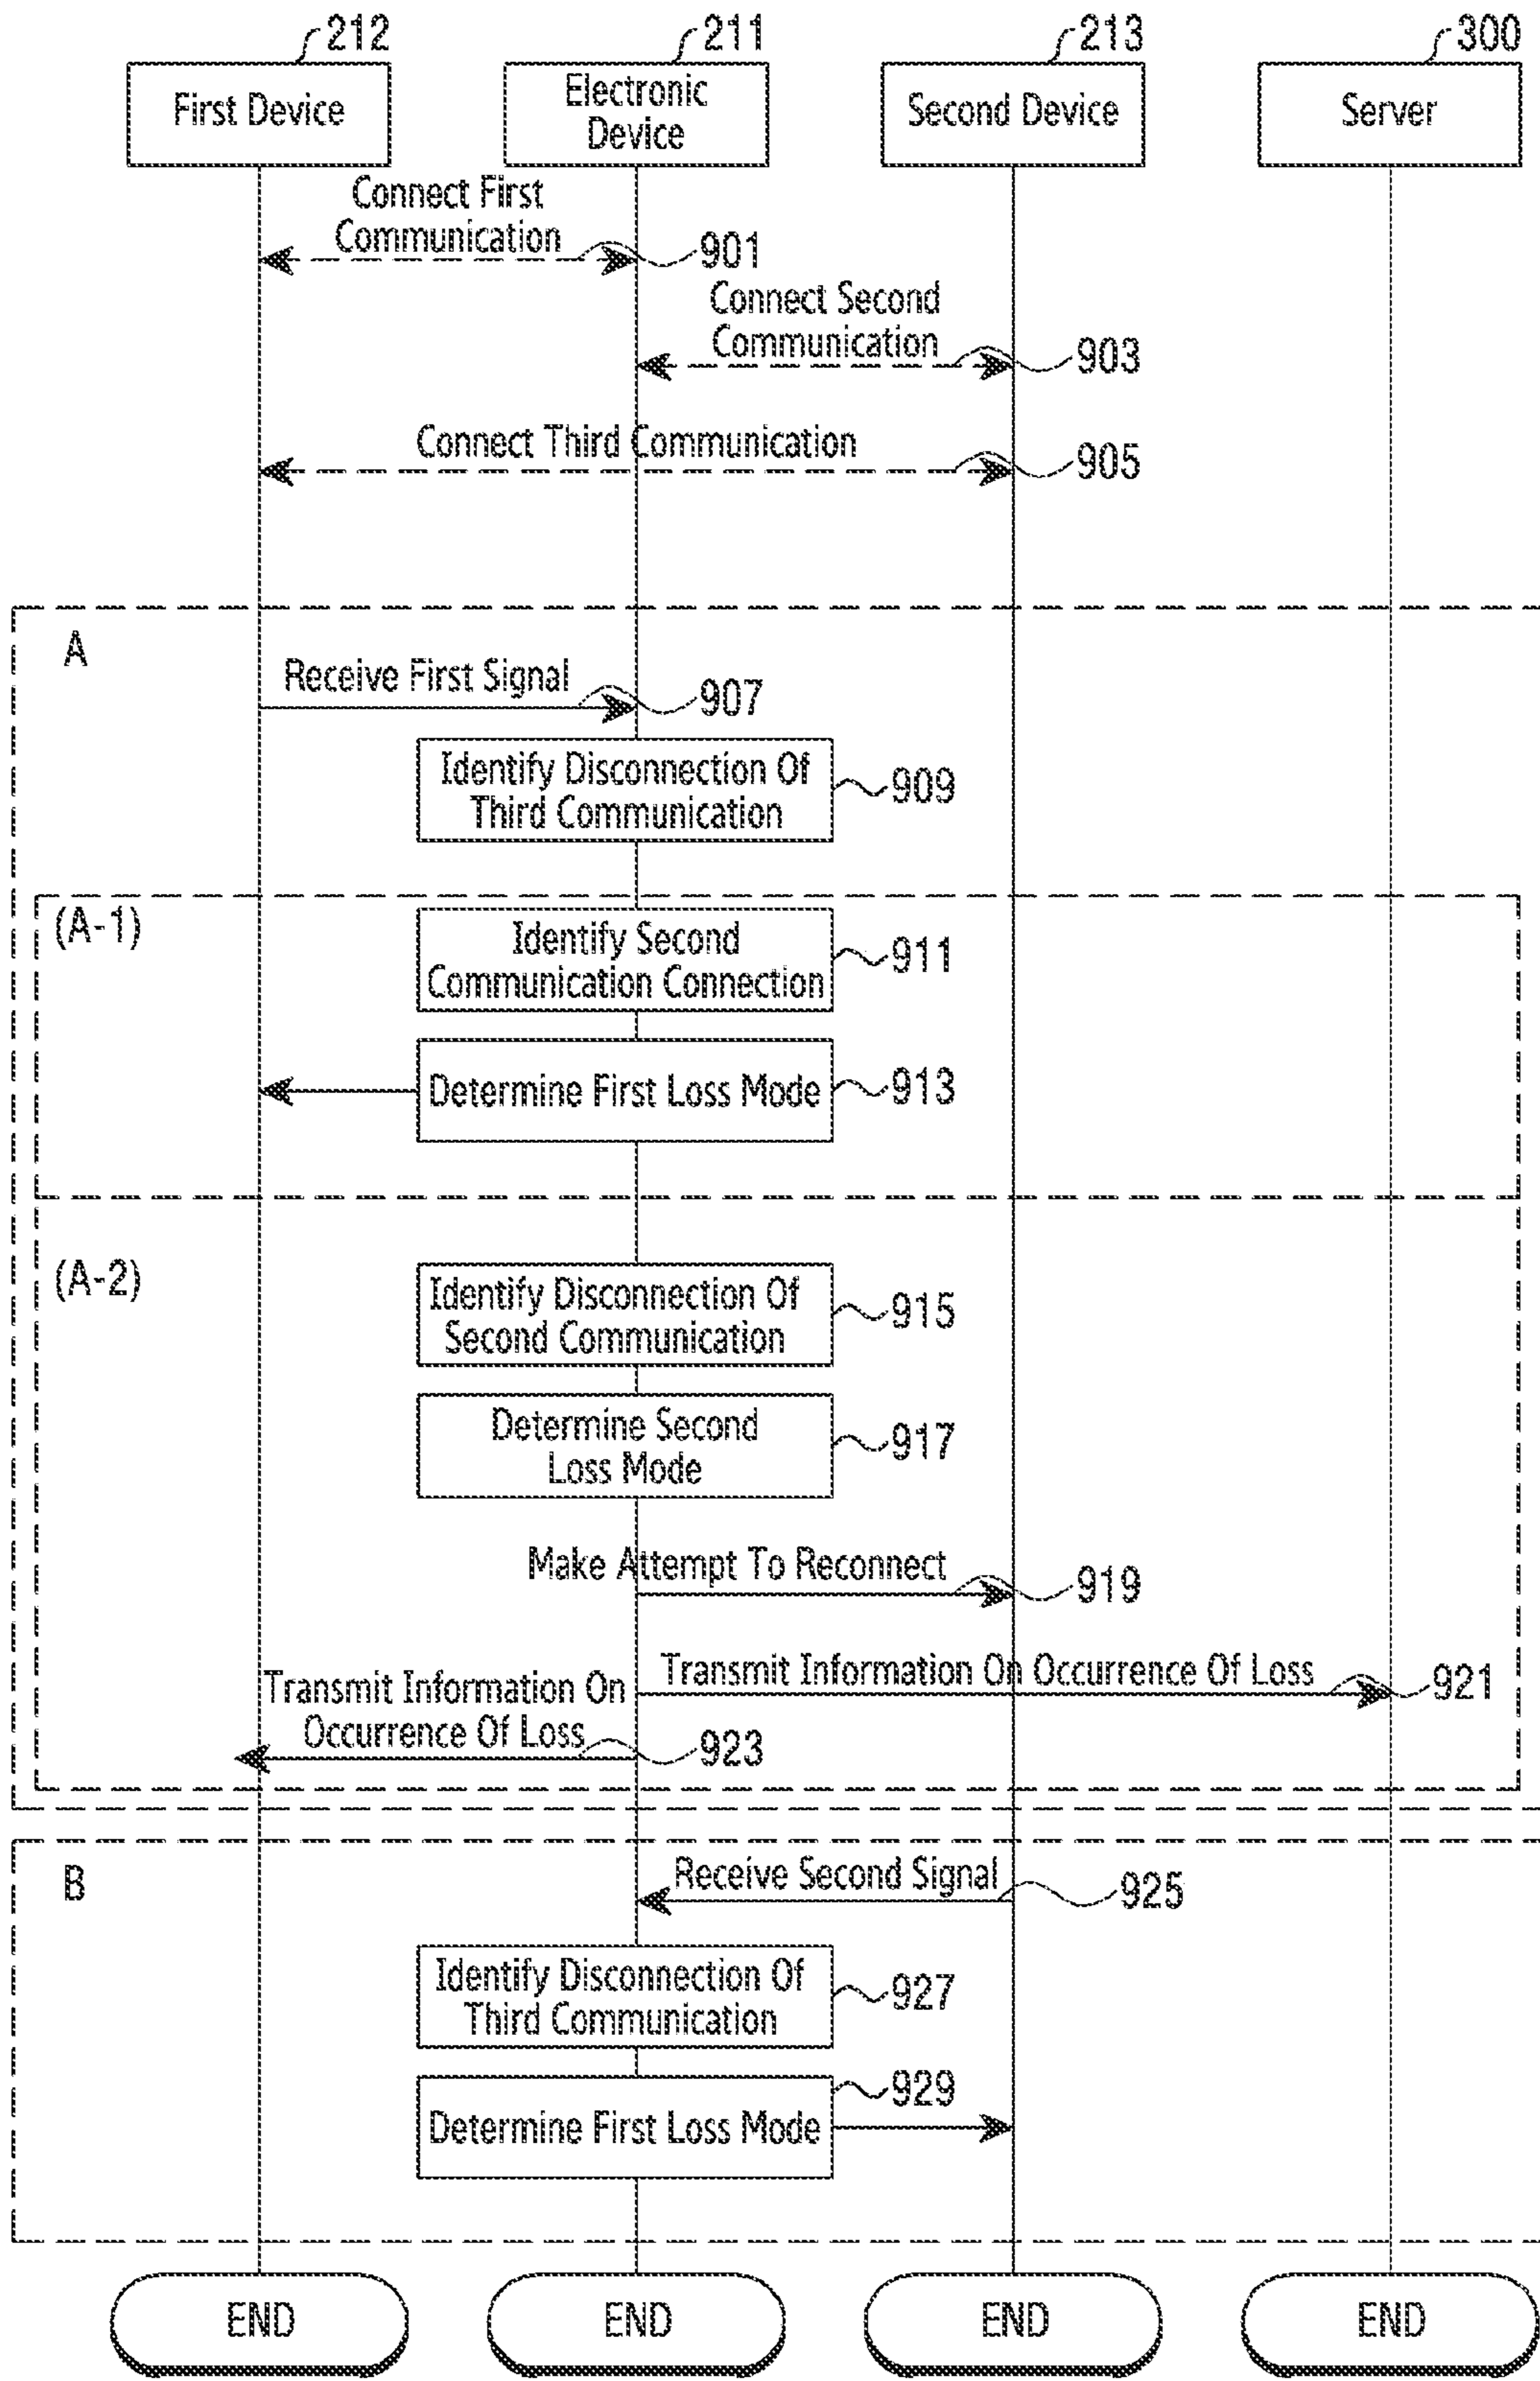 212
211
213
300
First Device
Electronic
Device
Second Device
Server
Connect First
Communication
901
Connect Second
Communication
903
Connect Third Communication
905
A
Receive First Signal
907
Identify Disconnection Of
Third Communication
909
(A-1)
Identify Second
Communication Connection
911
Determine First Loss Mode
913
(A-2)
Identify Disconnection Of
Second Communication
915
Determine Second
Loss Mode
917
Make Attempt To Reconnect
919
Transmit Information On Occurrence Of Loss
921
Transmit Information On
Occurrence Of Loss
923
B
Receive Second Signal
925
Identify Disconnection Of
Third Communication
927
Determine First Loss Mode
929
END
END
END
END